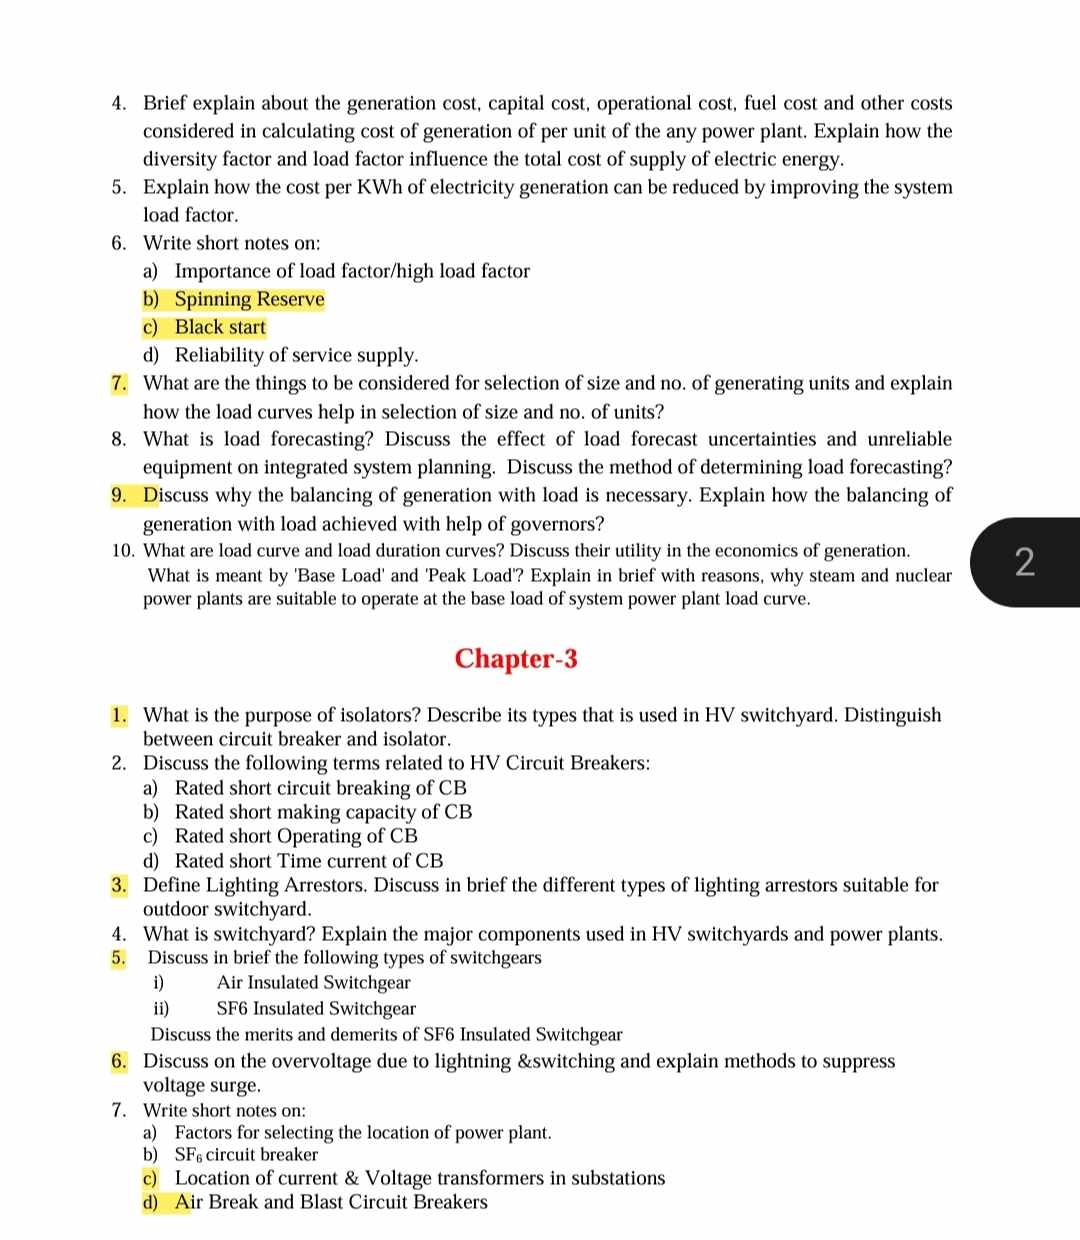 4. Brief explain about the generation cost, capital cost, operational cost, fuel cost and other costs
considered in calculating cost of generation of per unit of the any power plant. Explain how the
diversity factor and load factor influence the total cost of supply of electric energy.
5. Explain how the cost per KWh of electricity generation can be reduced by improving the system
load factor.
6. Write short notes on:
a) Importance of load factor/high load factor
b) Spinning Reserve
c) Black start
d) Reliability of service supply.
7. What are the things to be considered for selection of size and no. of generating units and explain
how the load curves help in selection of size and no. of units?
8. What is load forecasting? Discuss the effect of load forecast uncertainties and unreliable
equipment on integrated system planning. Discuss the method of determining load forecasting?
9. Discuss why the balancing of generation with load is necessary. Explain how the balancing of
generation with load achieved with help of governors?
10. What are load curve and load duration curves? Discuss their utility in the economics of generation.
What is meant by 'Base Load' and 'Peak Load'? Explain in brief with reasons, why steam and nuclear
power plants are suitable to operate at the base load of system power plant load curve.
2
Chapter-3
1. What is the purpose of isolators? Describe its types that is used in HV switchyard. Distinguish
between circuit breaker and isolator.
2. Discuss the following terms related to HV Circuit Breakers:
a) Rated short circuit breaking of CB
b) Rated short making capacity of CB
c) Rated short Operating of CB
d) Rated short Time current of CB
3. Define Lighting Arrestors. Discuss in brief the different types of lighting arrestors suitable for
outdoor switchyard.
4. What is switchyard? Explain the major components used in HV switchyards and power plants.
5. Discuss in brief the following types of switchgears
i) Air Insulated Switchgear
ii) SF6 Insulated Switchgear
Discuss the merits and demerits of SF6 Insulated Switchgear
6. Discuss on the overvoltage due to lightning &switching and explain methods to suppress
voltage surge.
7. Write short notes on:
a) Factors for selecting the location of power plant.
b) SF₆ circuit breaker
c) Location of current & Voltage transformers in substations
d) Air Break and Blast Circuit Breakers